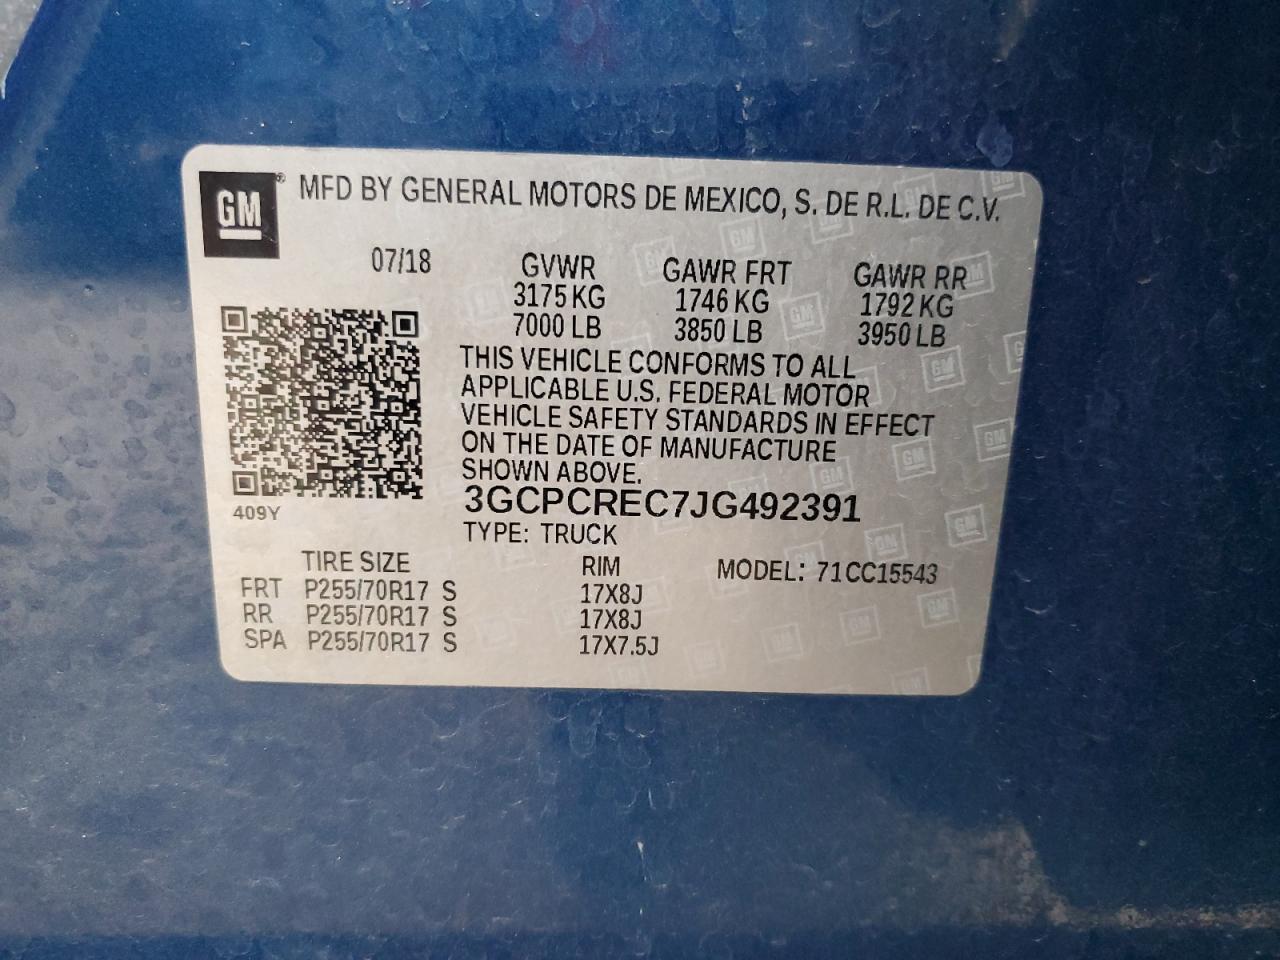 GM® MFD BY GENERAL MOTORS DE MEXICO, S. DE R.L. DE C.V.
07/18 GVWR GAWR FRT GAWR RR
3175 KG 1746 KG 1792 KG
7000 LB 3850 LB 3950 LB
THIS VEHICLE CONFORMS TO ALL
APPLICABLE U.S. FEDERAL MOTOR
VEHICLE SAFETY STANDARDS IN EFFECT
ON THE DATE OF MANUFACTURE
SHOWN ABOVE.
3GCPCREC7JG492391
409Y
TYPE: TRUCK
TIRE SIZE RIM MODEL: 71CC15543
FRT P255/70R17 S 17X8J
RR P255/70R17 S 17X8J
SPA P255/70R17 S 17X7.5J